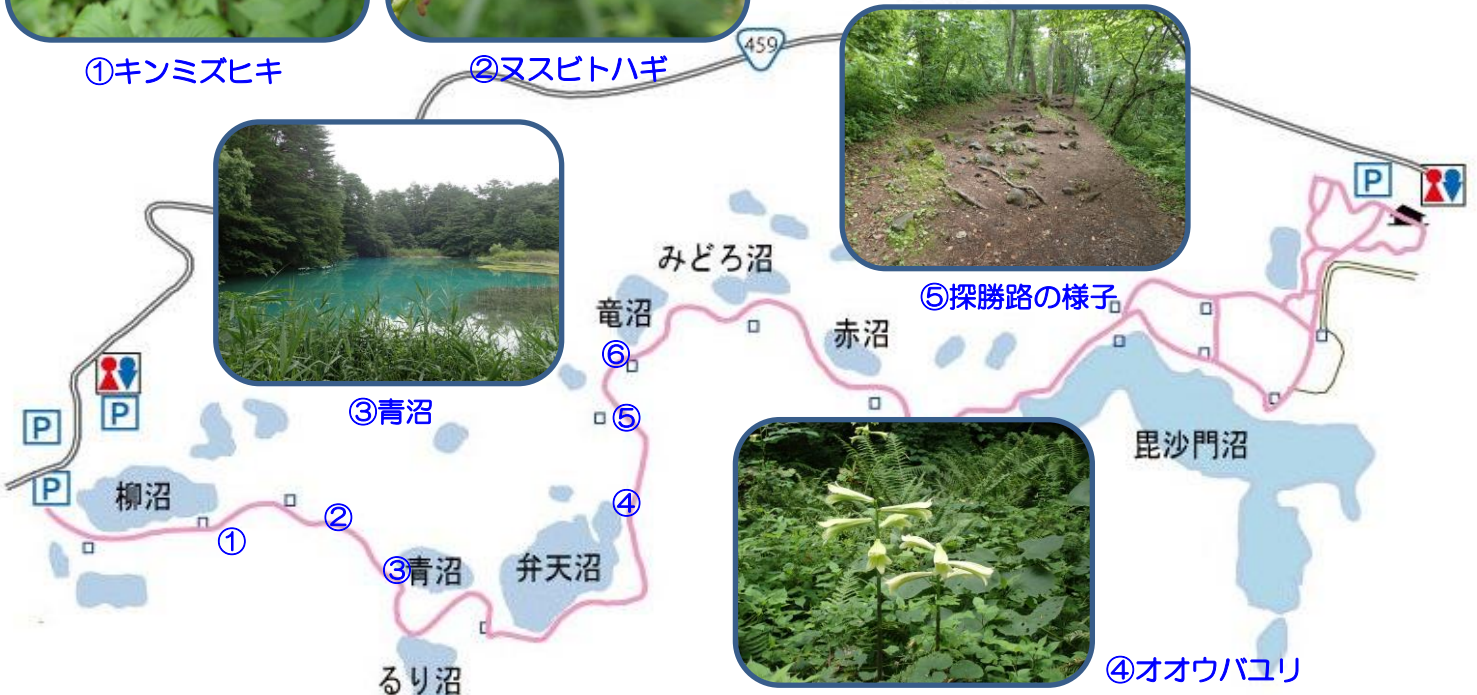 ①キンミズヒキ
②ヌスビトハギ
459
P
みどろ沼
⑤探勝路の様子
竜沼
赤沼
⑥
③青沼
⑤
P
P
毘沙門沼
P
柳沼
④
②
①
③青沼
弁天沼
るり沼
④オオウバユリ